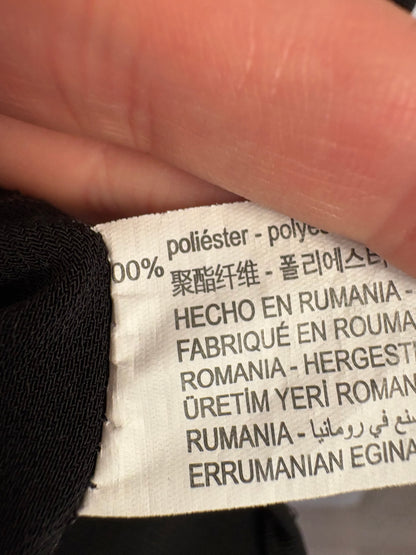 00% poliéster -
聚酯纤维 - 폴리에스터
HECHO EN RUMANIA -
FABRIQUÉ EN ROUMA
ROMANIA - HERGEST
ÜRETİM YERİ ROMAN
RUMANIA - صنع في رومانيا
ERRUMANIAN EGINA